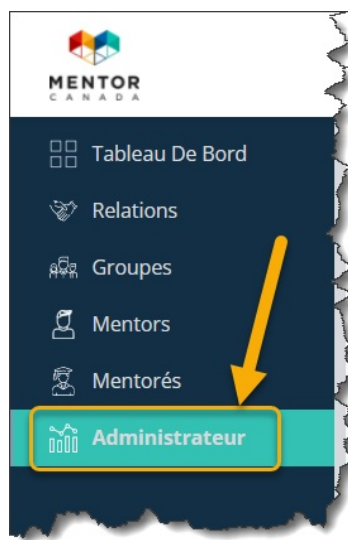 MENTOR
CANADA
Tableau De Bord
Relations
Groupes
Mentors
Mentorés
Administrateur